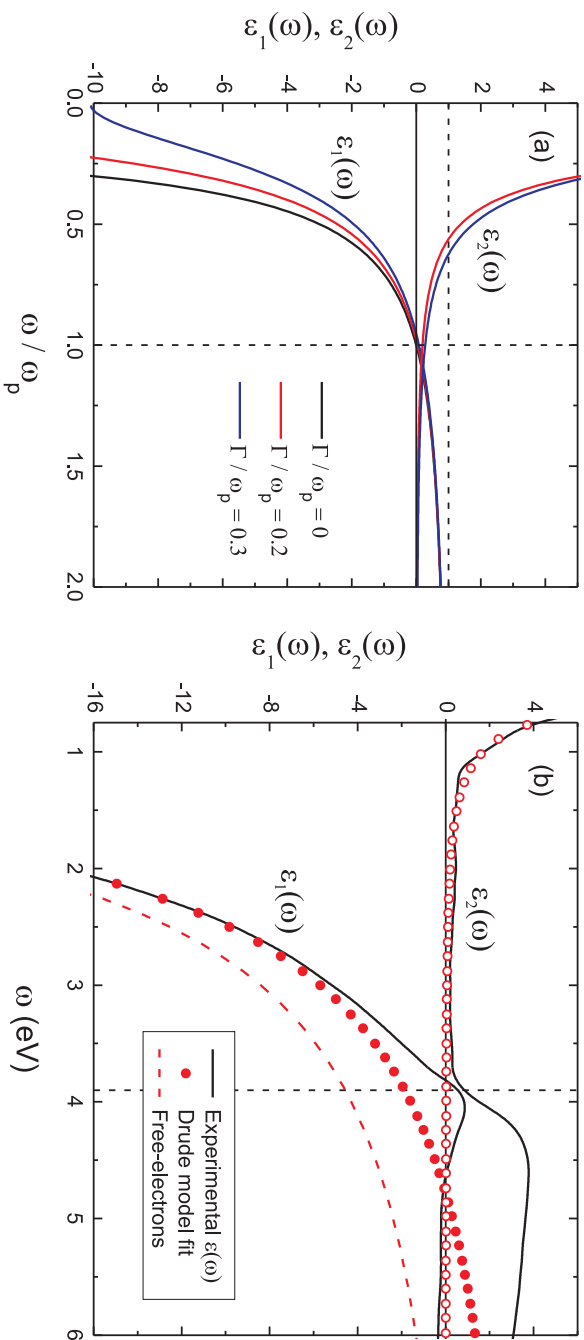 (a)
ε₁(ω), ε₂(ω)
4
2
0
-2
-4
-6
-8
-10
0.0
0.5
1.0
1.5
2.0
ω / ωₚ
ε₂(ω)
ε₁(ω)
Γ / ωₚ = 0
Γ / ωₚ = 0.2
Γ / ωₚ = 0.3
(b)
ε₁(ω), ε₂(ω)
4
0
-4
-8
-12
-16
1
2
3
4
5
6
ω (eV)
ε₂(ω)
ε₁(ω)
Experimental ε(ω)
Drude model fit
Free-electrons